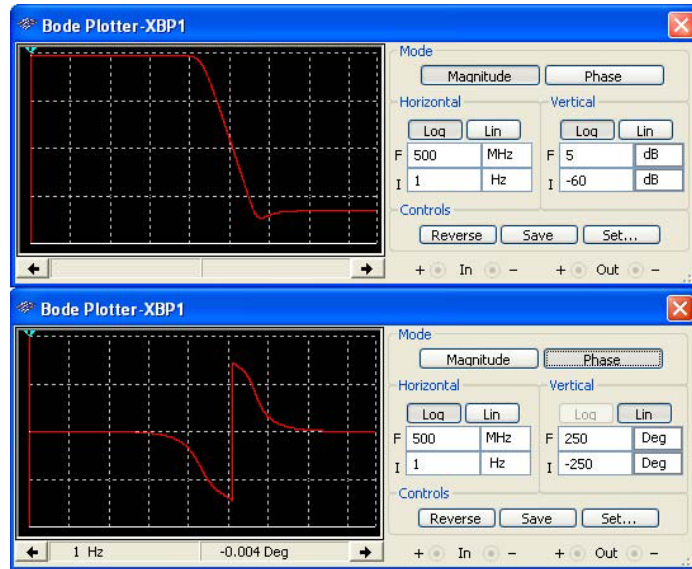 Bode Plotter-XBP1
Mode
Magnitude Phase
Horizontal Vertical
Log Lin Log Lin
F 500 MHz F 5 dB
I 1 Hz I -60 dB
Controls
Reverse Save Set...
+ In - + Out -
Bode Plotter-XBP1
Mode
Magnitude Phase
Horizontal Vertical
Log Lin Log Lin
F 500 MHz F 250 Deg
I 1 Hz I -250 Deg
Controls
Reverse Save Set...
1 Hz -0.004 Deg + In - + Out -